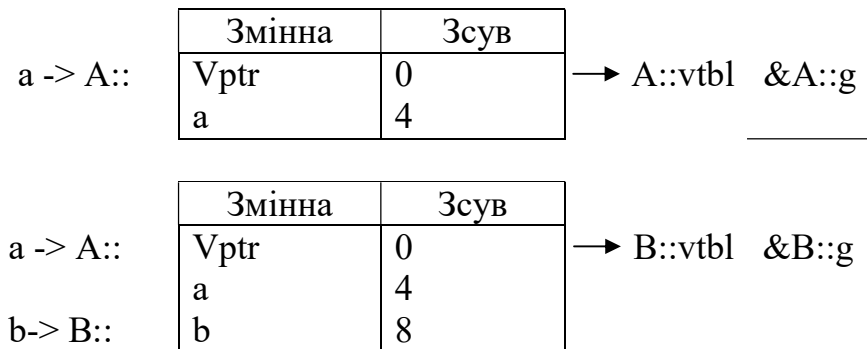 Змінна Зсув
a -> A:: Vptr 0 A::vtbl &A::g
a 4
Змінна Зсув
a -> A:: Vptr 0 B::vtbl &B::g
a 4
b-> B:: b 8